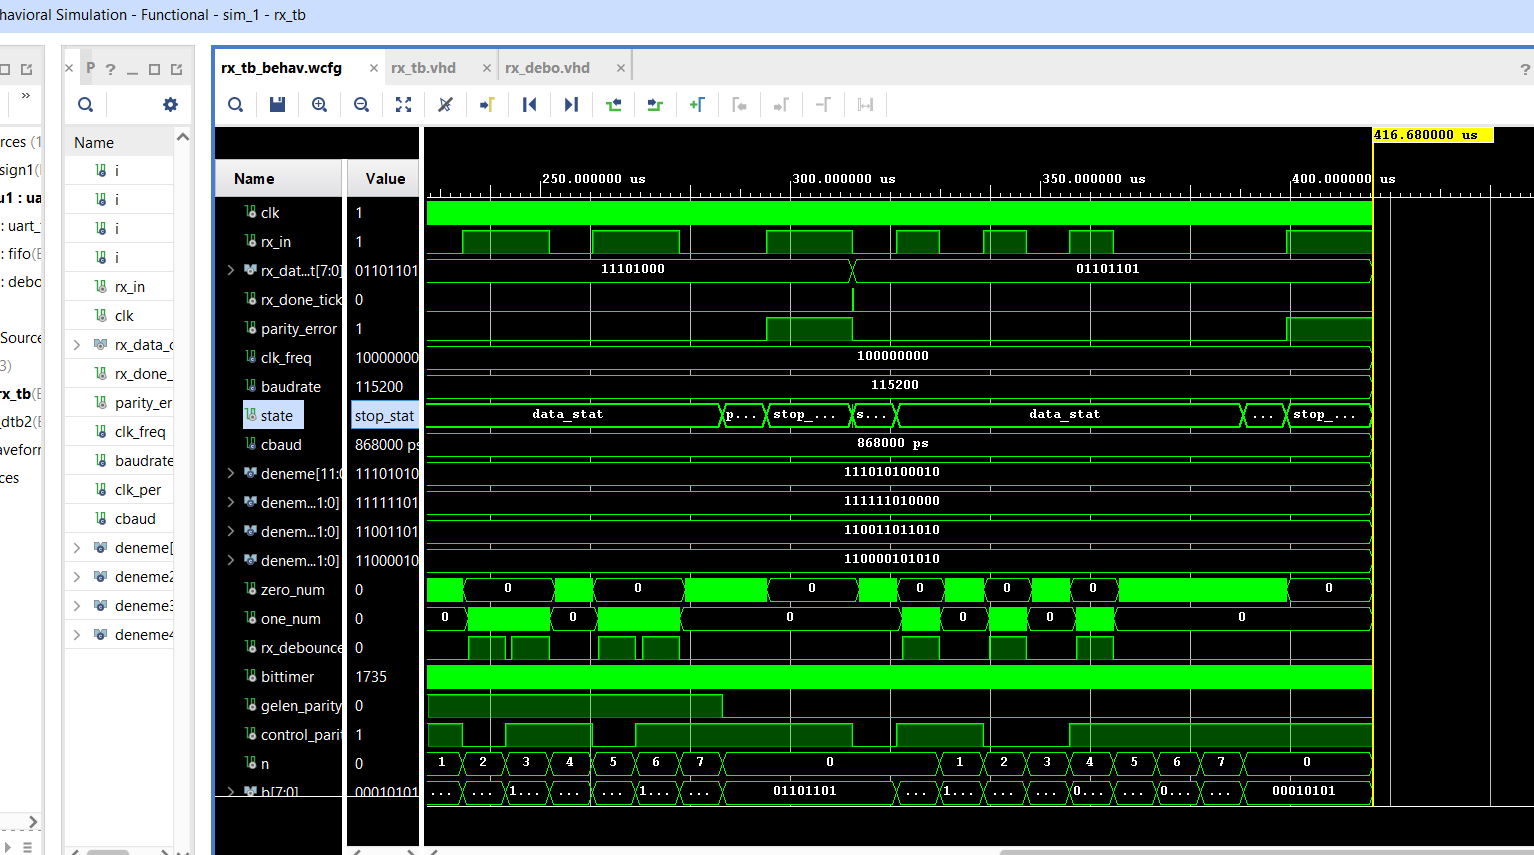 havioral Simulation - Functional - sim_1 - rx_tb
P ? _
rx_tb_behav.wcfg × rx_tb.vhd × rx_debo.vhd × ?
»
Name
rces (1
sign1(
u1 : ua
: uart_
: fifo(E
: debo
Source
3)
rx_tb(E
_dtb2(E
aveform
ces
i
i
i
i
rx_in
clk
rx_data_o
rx_done_
parity_er
clk_freq
baudrate
clk_per
cbaud
deneme[
deneme2
deneme3
deneme4
416.680000 us
Name Value 250.000000 us 300.000000 us 350.000000 us 400.000000 us
clk 1
rx_in 1
rx_dat...t[7:0] 01101101 11101000 01101101
rx_done_tick 0
parity_error 1
clk_freq 10000000 100000000
baudrate 115200 115200
state stop_stat data_stat p... stop_... s... data_stat ... stop_...
cbaud 868000 ps 868000 ps
deneme[11:0 11101010 111010100010
denem...1:0] 11111101 111111010000
denem...1:0] 11001101 110011011010
denem...1:0] 11000010 110000101010
zero_num 0 0 0 0 0 0 0 0
one_num 0 0 0 0 0 0 0
rx_debounce 0
bittimer 1735
gelen_parity 0
control_pari 1
n 0 1 2 3 4 5 6 7 0 1 2 3 4 5 6 7 0
b[7:0] 00010101 ... ... 1... ... ... 1... ... 01101101 ... 1... ... ... 0... ... 0... ... 00010101